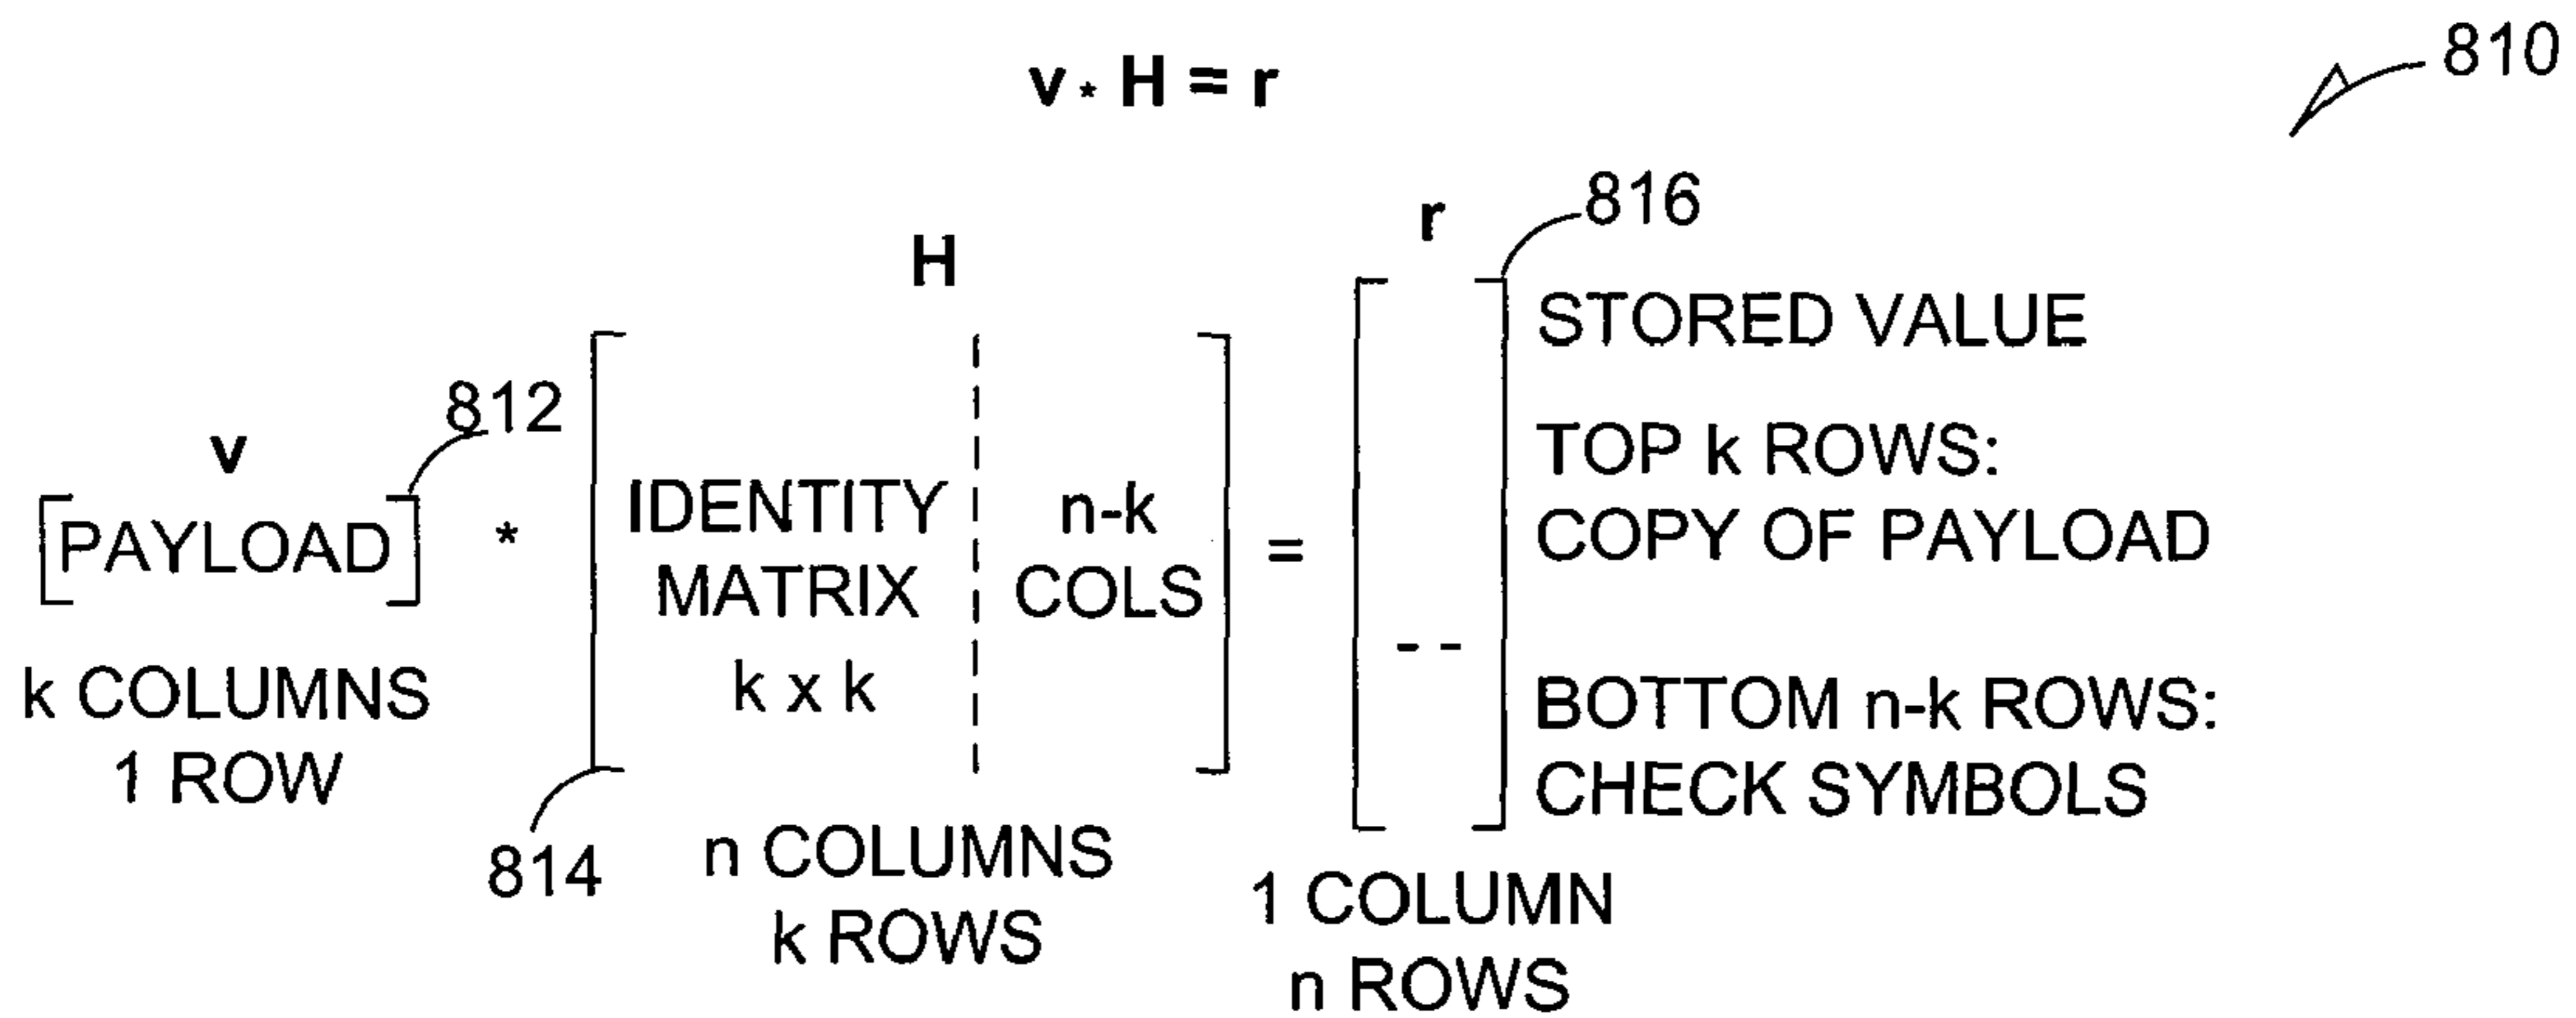 810
v * H = r
816
r
H
STORED VALUE
812
v
TOP k ROWS:
COPY OF PAYLOAD
[PAYLOAD] * IDENTITY MATRIX k x k n-k COLS =
- -
k COLUMNS
1 ROW
BOTTOM n-k ROWS:
CHECK SYMBOLS
814
n COLUMNS
k ROWS
1 COLUMN
n ROWS